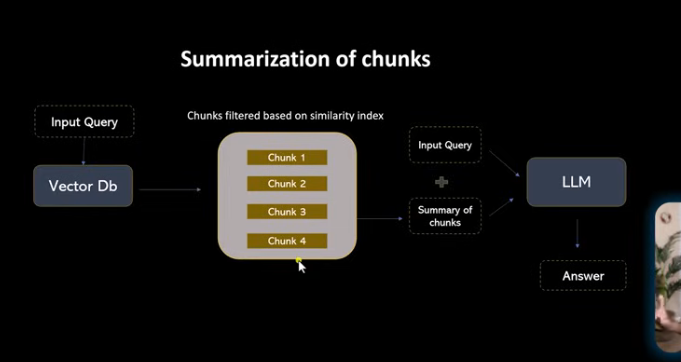 Summarization of chunks
Chunks filtered based on similarity index
Input Query
Vector Db
Chunk 1
Chunk 2
Chunk 3
Chunk 4
Input Query
Summary of
chunks
LLM
Answer